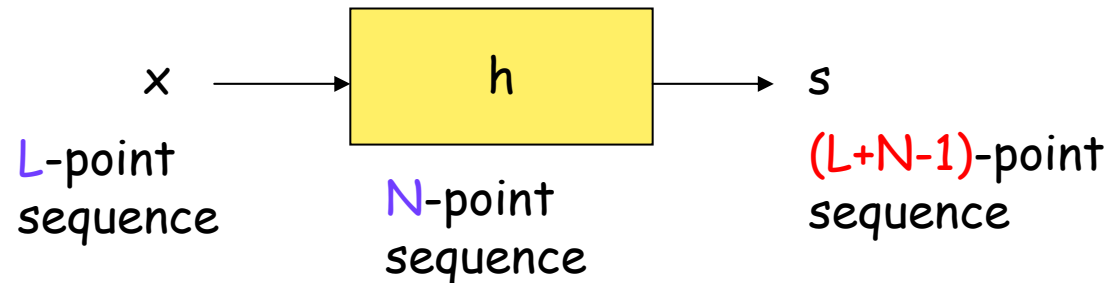 x
h
s
L-point
sequence
N-point
sequence
(L+N-1)-point
sequence